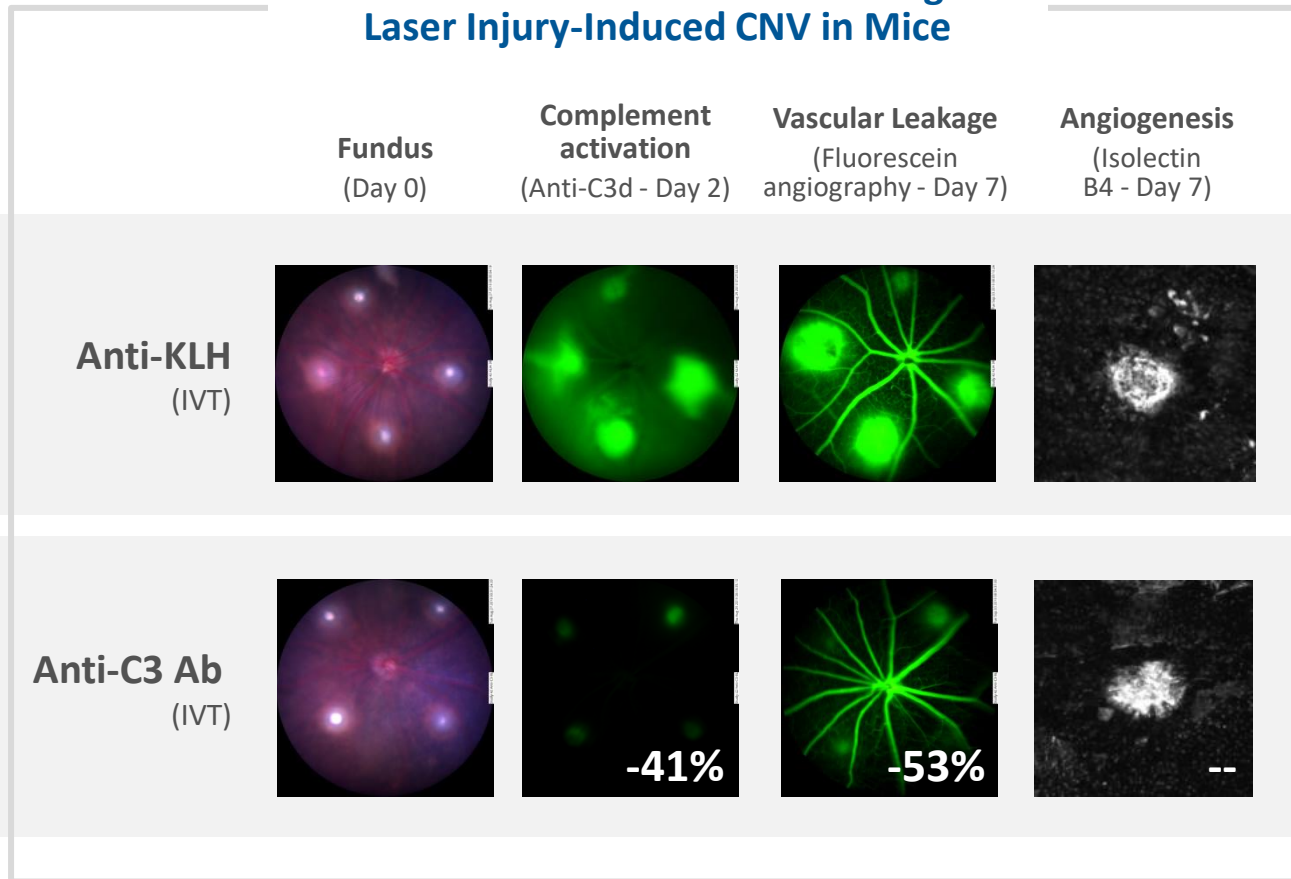 Laser Injury-Induced CNV in Mice
Fundus
(Day 0)
Complement
activation
(Anti-C3d - Day 2)
Vascular Leakage
(Fluorescein
angiography - Day 7)
Angiogenesis
(Isolectin
B4 - Day 7)
Anti-KLH
(IVT)
Anti-C3 Ab
(IVT)
-41%
-53%
--